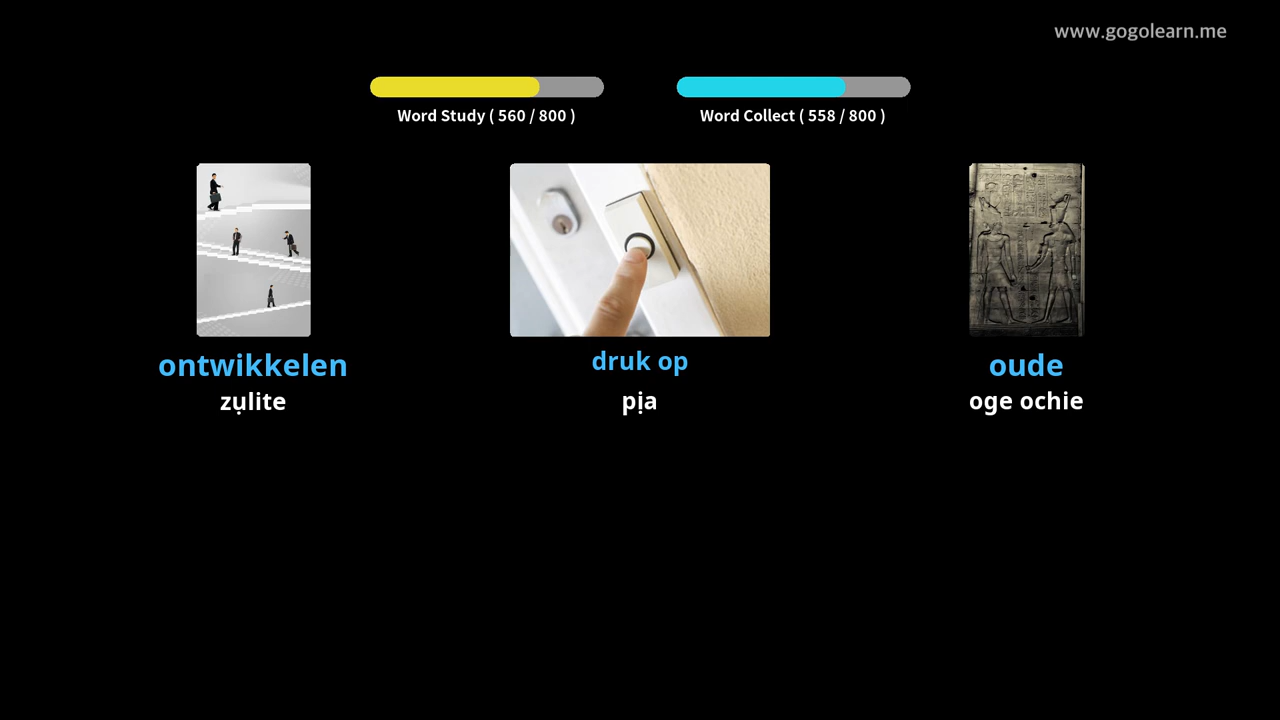 www.gogolearn.me
Word Study ( 560 / 800 )
Word Collect ( 558 / 800 )
ontwikkelen
zụlite
druk op
pịa
oude
oge ochie